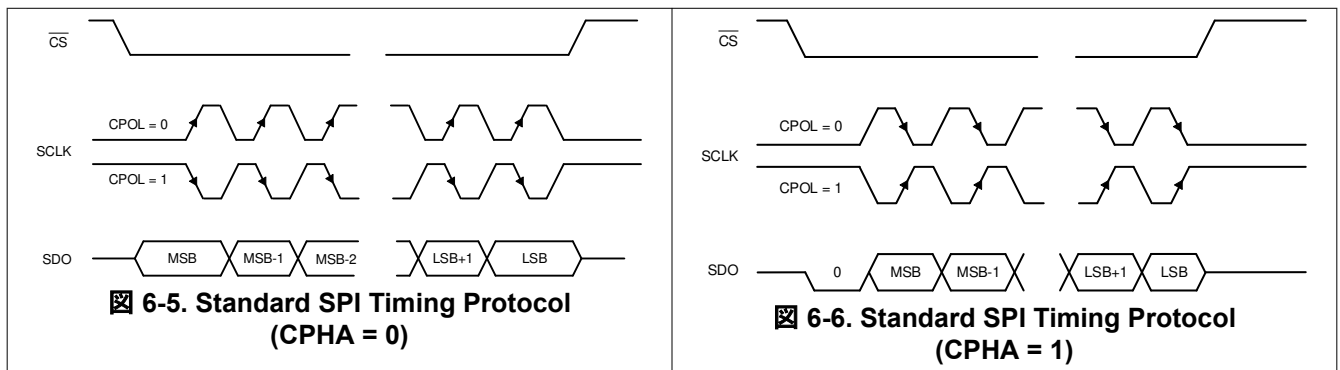 CS
CPOL = 0
SCLK
CPOL = 1
SDO
MSB
MSB-1
MSB-2
LSB+1
LSB
図 6-5. Standard SPI Timing Protocol
(CPHA = 0)
CS
CPOL = 0
SCLK
CPOL = 1
SDO
0
MSB
MSB-1
LSB+1
LSB
図 6-6. Standard SPI Timing Protocol
(CPHA = 1)